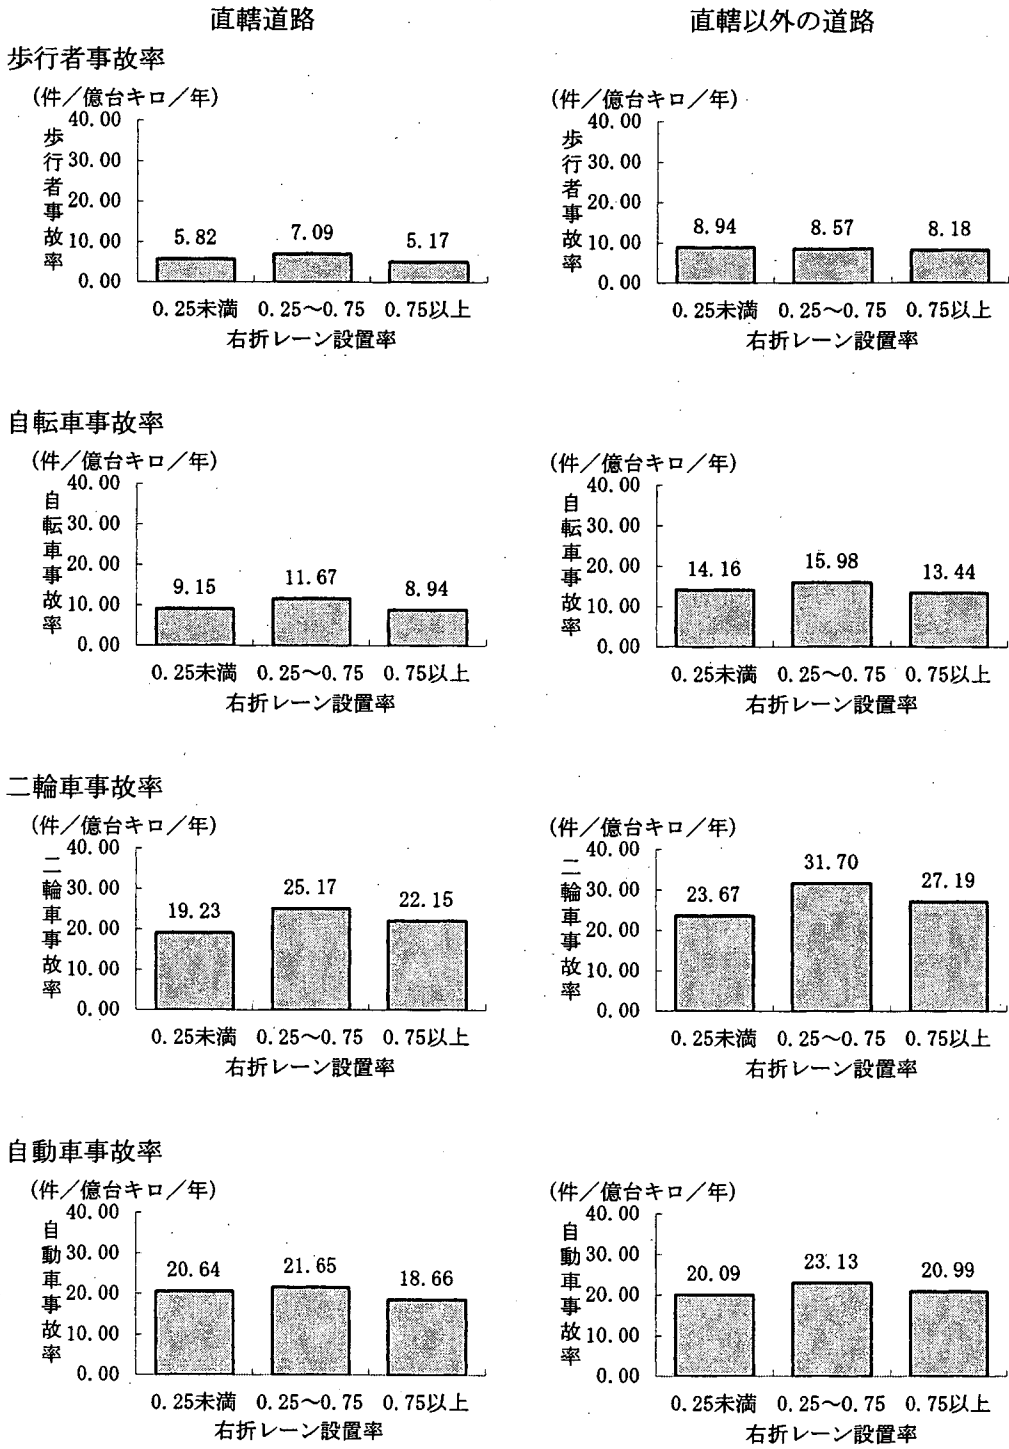 直轄道路
直轄以外の道路
歩行者事故率
(件／億台キロ／年)
歩行者事故率
40.00
30.00
20.00
10.00
0.00
5.82 7.09 5.17
0.25未満 0.25～0.75 0.75以上
右折レーン設置率
(件／億台キロ／年)
歩行者事故率
40.00
30.00
20.00
10.00
0.00
8.94 8.57 8.18
0.25未満 0.25～0.75 0.75以上
右折レーン設置率
自転車事故率
(件／億台キロ／年)
自転車事故率
40.00
30.00
20.00
10.00
0.00
9.15 11.67 8.94
0.25未満 0.25～0.75 0.75以上
右折レーン設置率
(件／億台キロ／年)
自転車事故率
40.00
30.00
20.00
10.00
0.00
14.16 15.98 13.44
0.25未満 0.25～0.75 0.75以上
右折レーン設置率
二輪車事故率
(件／億台キロ／年)
二輪車事故率
40.00
30.00
20.00
10.00
0.00
19.23 25.17 22.15
0.25未満 0.25～0.75 0.75以上
右折レーン設置率
(件／億台キロ／年)
二輪車事故率
40.00
30.00
20.00
10.00
0.00
23.67 31.70 27.19
0.25未満 0.25～0.75 0.75以上
右折レーン設置率
自動車事故率
(件／億台キロ／年)
自動車事故率
40.00
30.00
20.00
10.00
0.00
20.64 21.65 18.66
0.25未満 0.25～0.75 0.75以上
右折レーン設置率
(件／億台キロ／年)
自動車事故率
40.00
30.00
20.00
10.00
0.00
20.09 23.13 20.99
0.25未満 0.25～0.75 0.75以上
右折レーン設置率